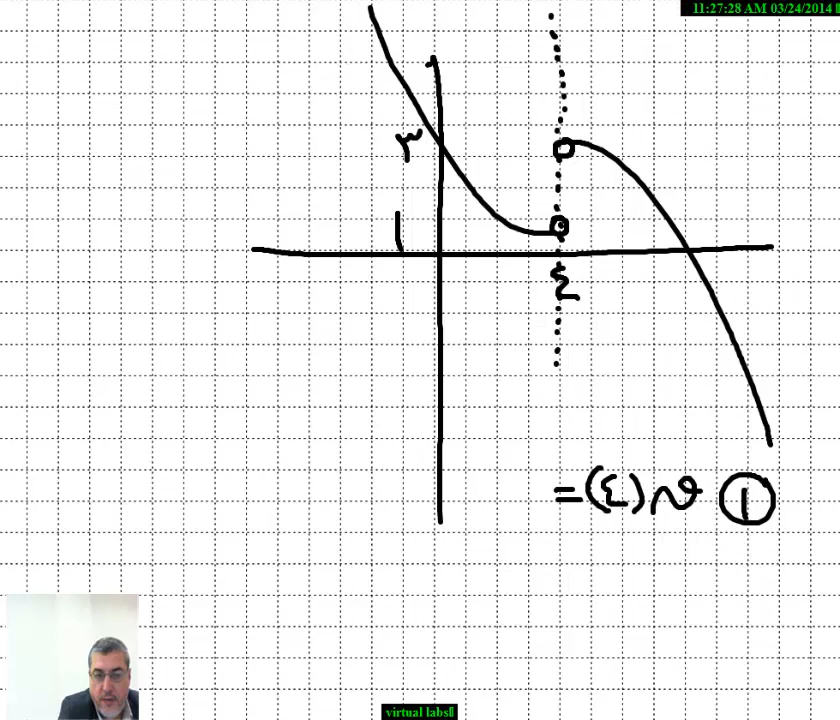 11:27:28 AM 03/24/2014
٣
١
٤
① ن (٤) =
virtual labs